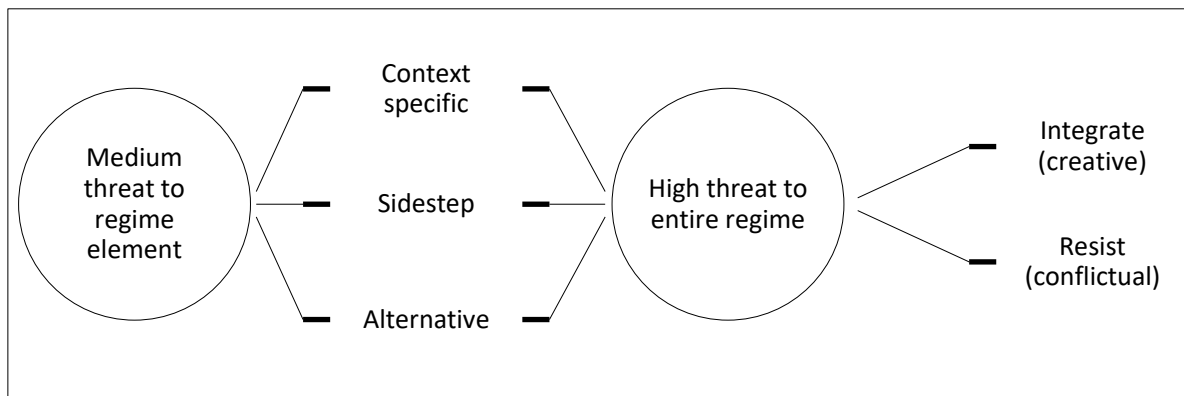 Medium
threat to
regime
element
Context
specific
Sidestep
Alternative
High threat to
entire regime
Integrate
(creative)
Resist
(conflictual)